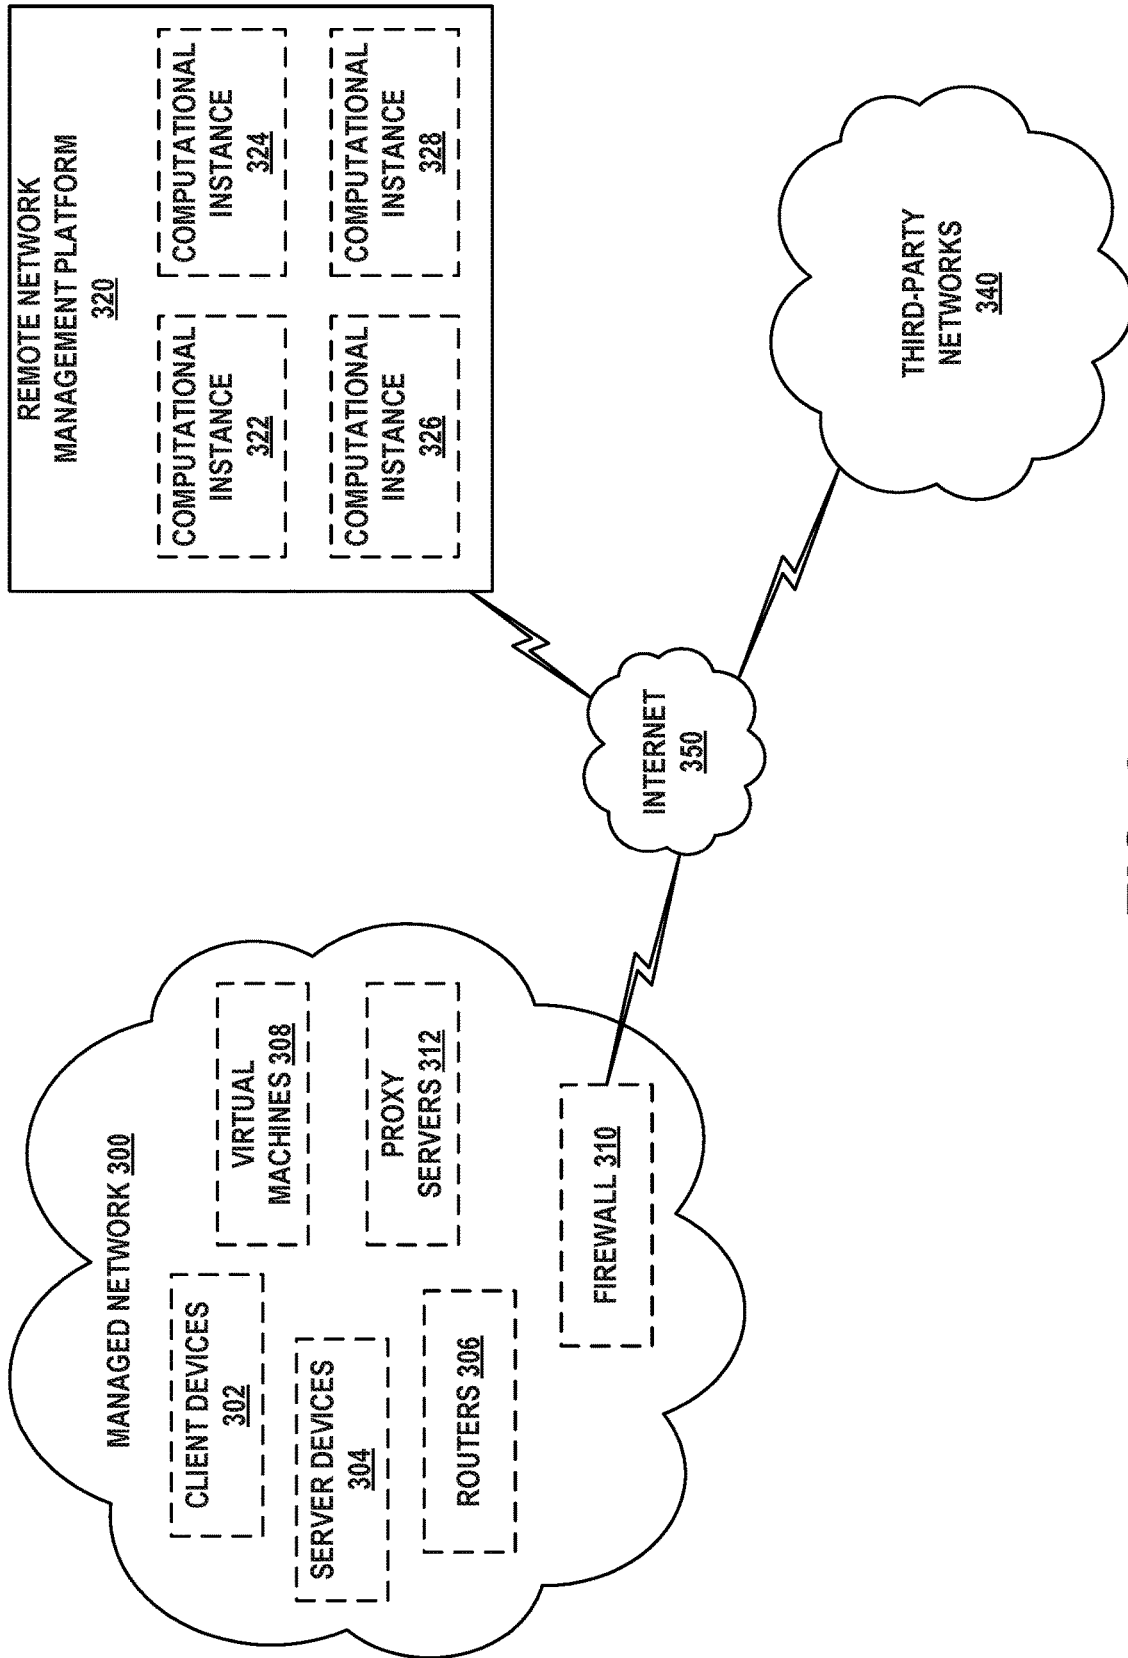 MANAGED NETWORK 300
CLIENT DEVICES
302
SERVER DEVICES
304
ROUTERS 306
VIRTUAL
MACHINES 308
PROXY
SERVERS 312
FIREWALL 310
INTERNET
350
REMOTE NETWORK
MANAGEMENT PLATFORM
320
COMPUTATIONAL
INSTANCE
322
COMPUTATIONAL
INSTANCE
324
COMPUTATIONAL
INSTANCE
326
COMPUTATIONAL
INSTANCE
328
THIRD-PARTY
NETWORKS
340